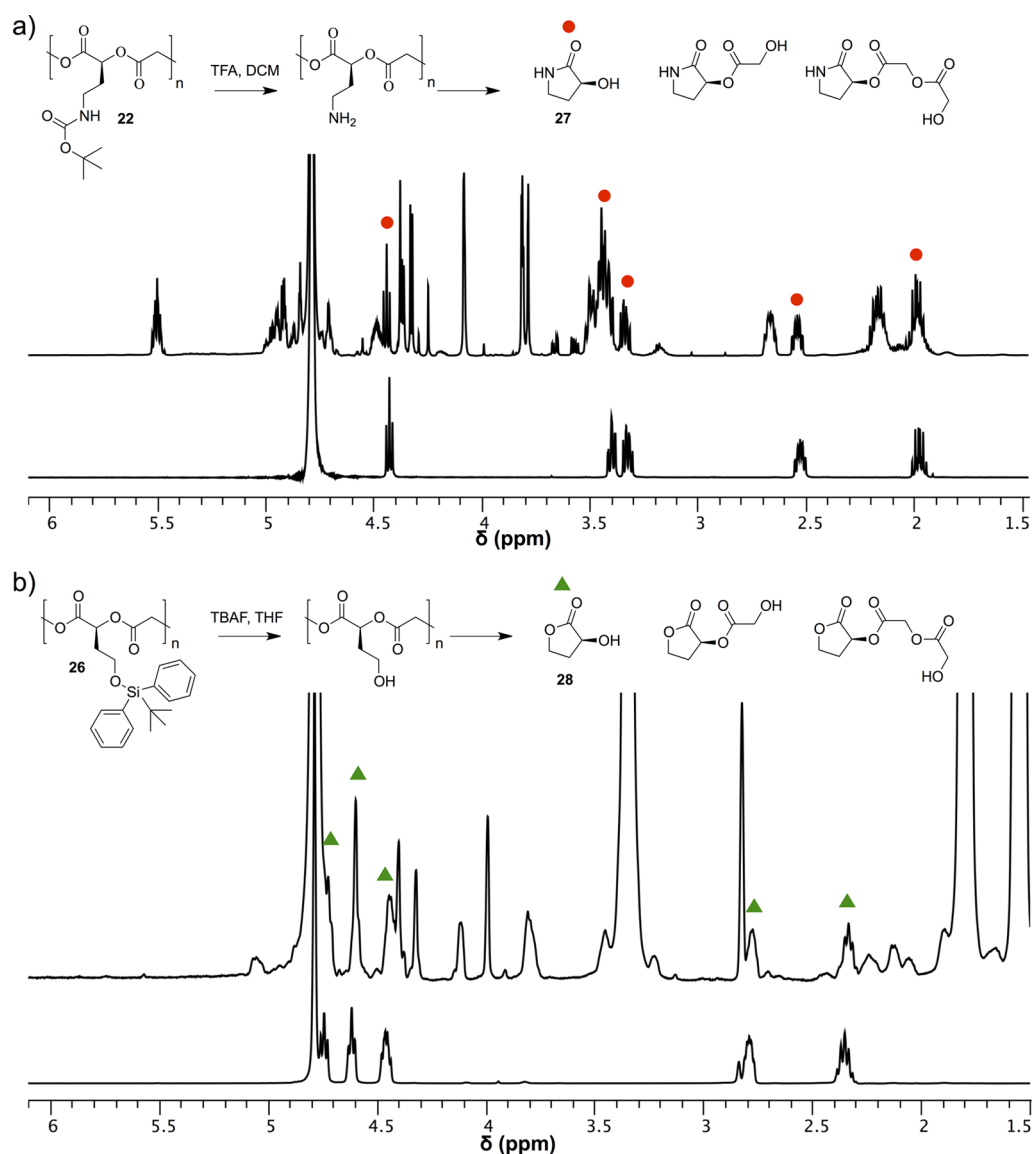 a)
O O O O n
TFA, DCM
O O O O n
HN O OH
HN O O O OH
HN O O O O O OH
NH 22
O O
NH2
27
6 5.5 5 4.5 4 3.5 3 2.5 2 1.5
δ (ppm)
b)
O O O O n
TBAF, THF
O O O O n
O O OH
O O O O OH
O O O O O O OH
26
O Si
OH
28
6 5.5 5 4.5 4 3.5 3 2.5 2 1.5
δ (ppm)